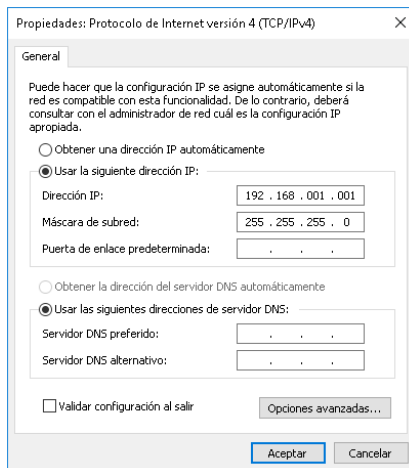 Propiedades: Protocolo de Internet versión 4 (TCP/IPv4)
General
Puede hacer que la configuración IP se asigne automáticamente si la
red es compatible con esta funcionalidad. De lo contrario, deberá
consultar con el administrador de red cuál es la configuración IP
apropiada.
Obtener una dirección IP automáticamente
Usar la siguiente dirección IP:
Dirección IP: 192 . 168 . 001 . 001
Máscara de subred: 255 . 255 . 255 . 0
Puerta de enlace predeterminada: . . .
Obtener la dirección del servidor DNS automáticamente
Usar las siguientes direcciones de servidor DNS:
Servidor DNS preferido: . . .
Servidor DNS alternativo: . . .
Validar configuración al salir
Opciones avanzadas...
Aceptar Cancelar